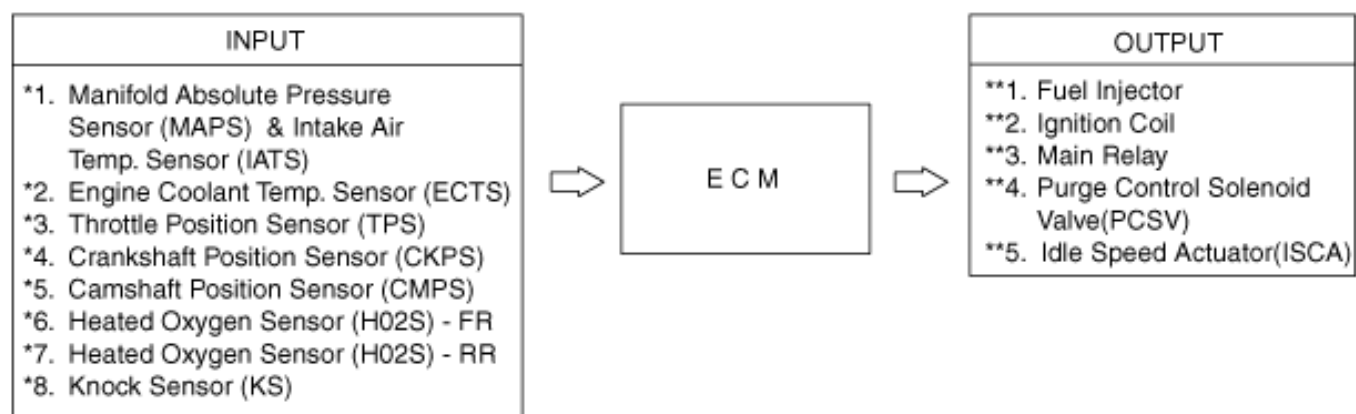 INPUT
*1. Manifold Absolute Pressure
Sensor (MAPS) & Intake Air
Temp. Sensor (IATS)
*2. Engine Coolant Temp. Sensor (ECTS)
*3. Throttle Position Sensor (TPS)
*4. Crankshaft Position Sensor (CKPS)
*5. Camshaft Position Sensor (CMPS)
*6. Heated Oxygen Sensor (H02S) - FR
*7. Heated Oxygen Sensor (H02S) - RR
*8. Knock Sensor (KS)
E C M
OUTPUT
**1. Fuel Injector
**2. Ignition Coil
**3. Main Relay
**4. Purge Control Solenoid
Valve(PCSV)
**5. Idle Speed Actuator(ISCA)